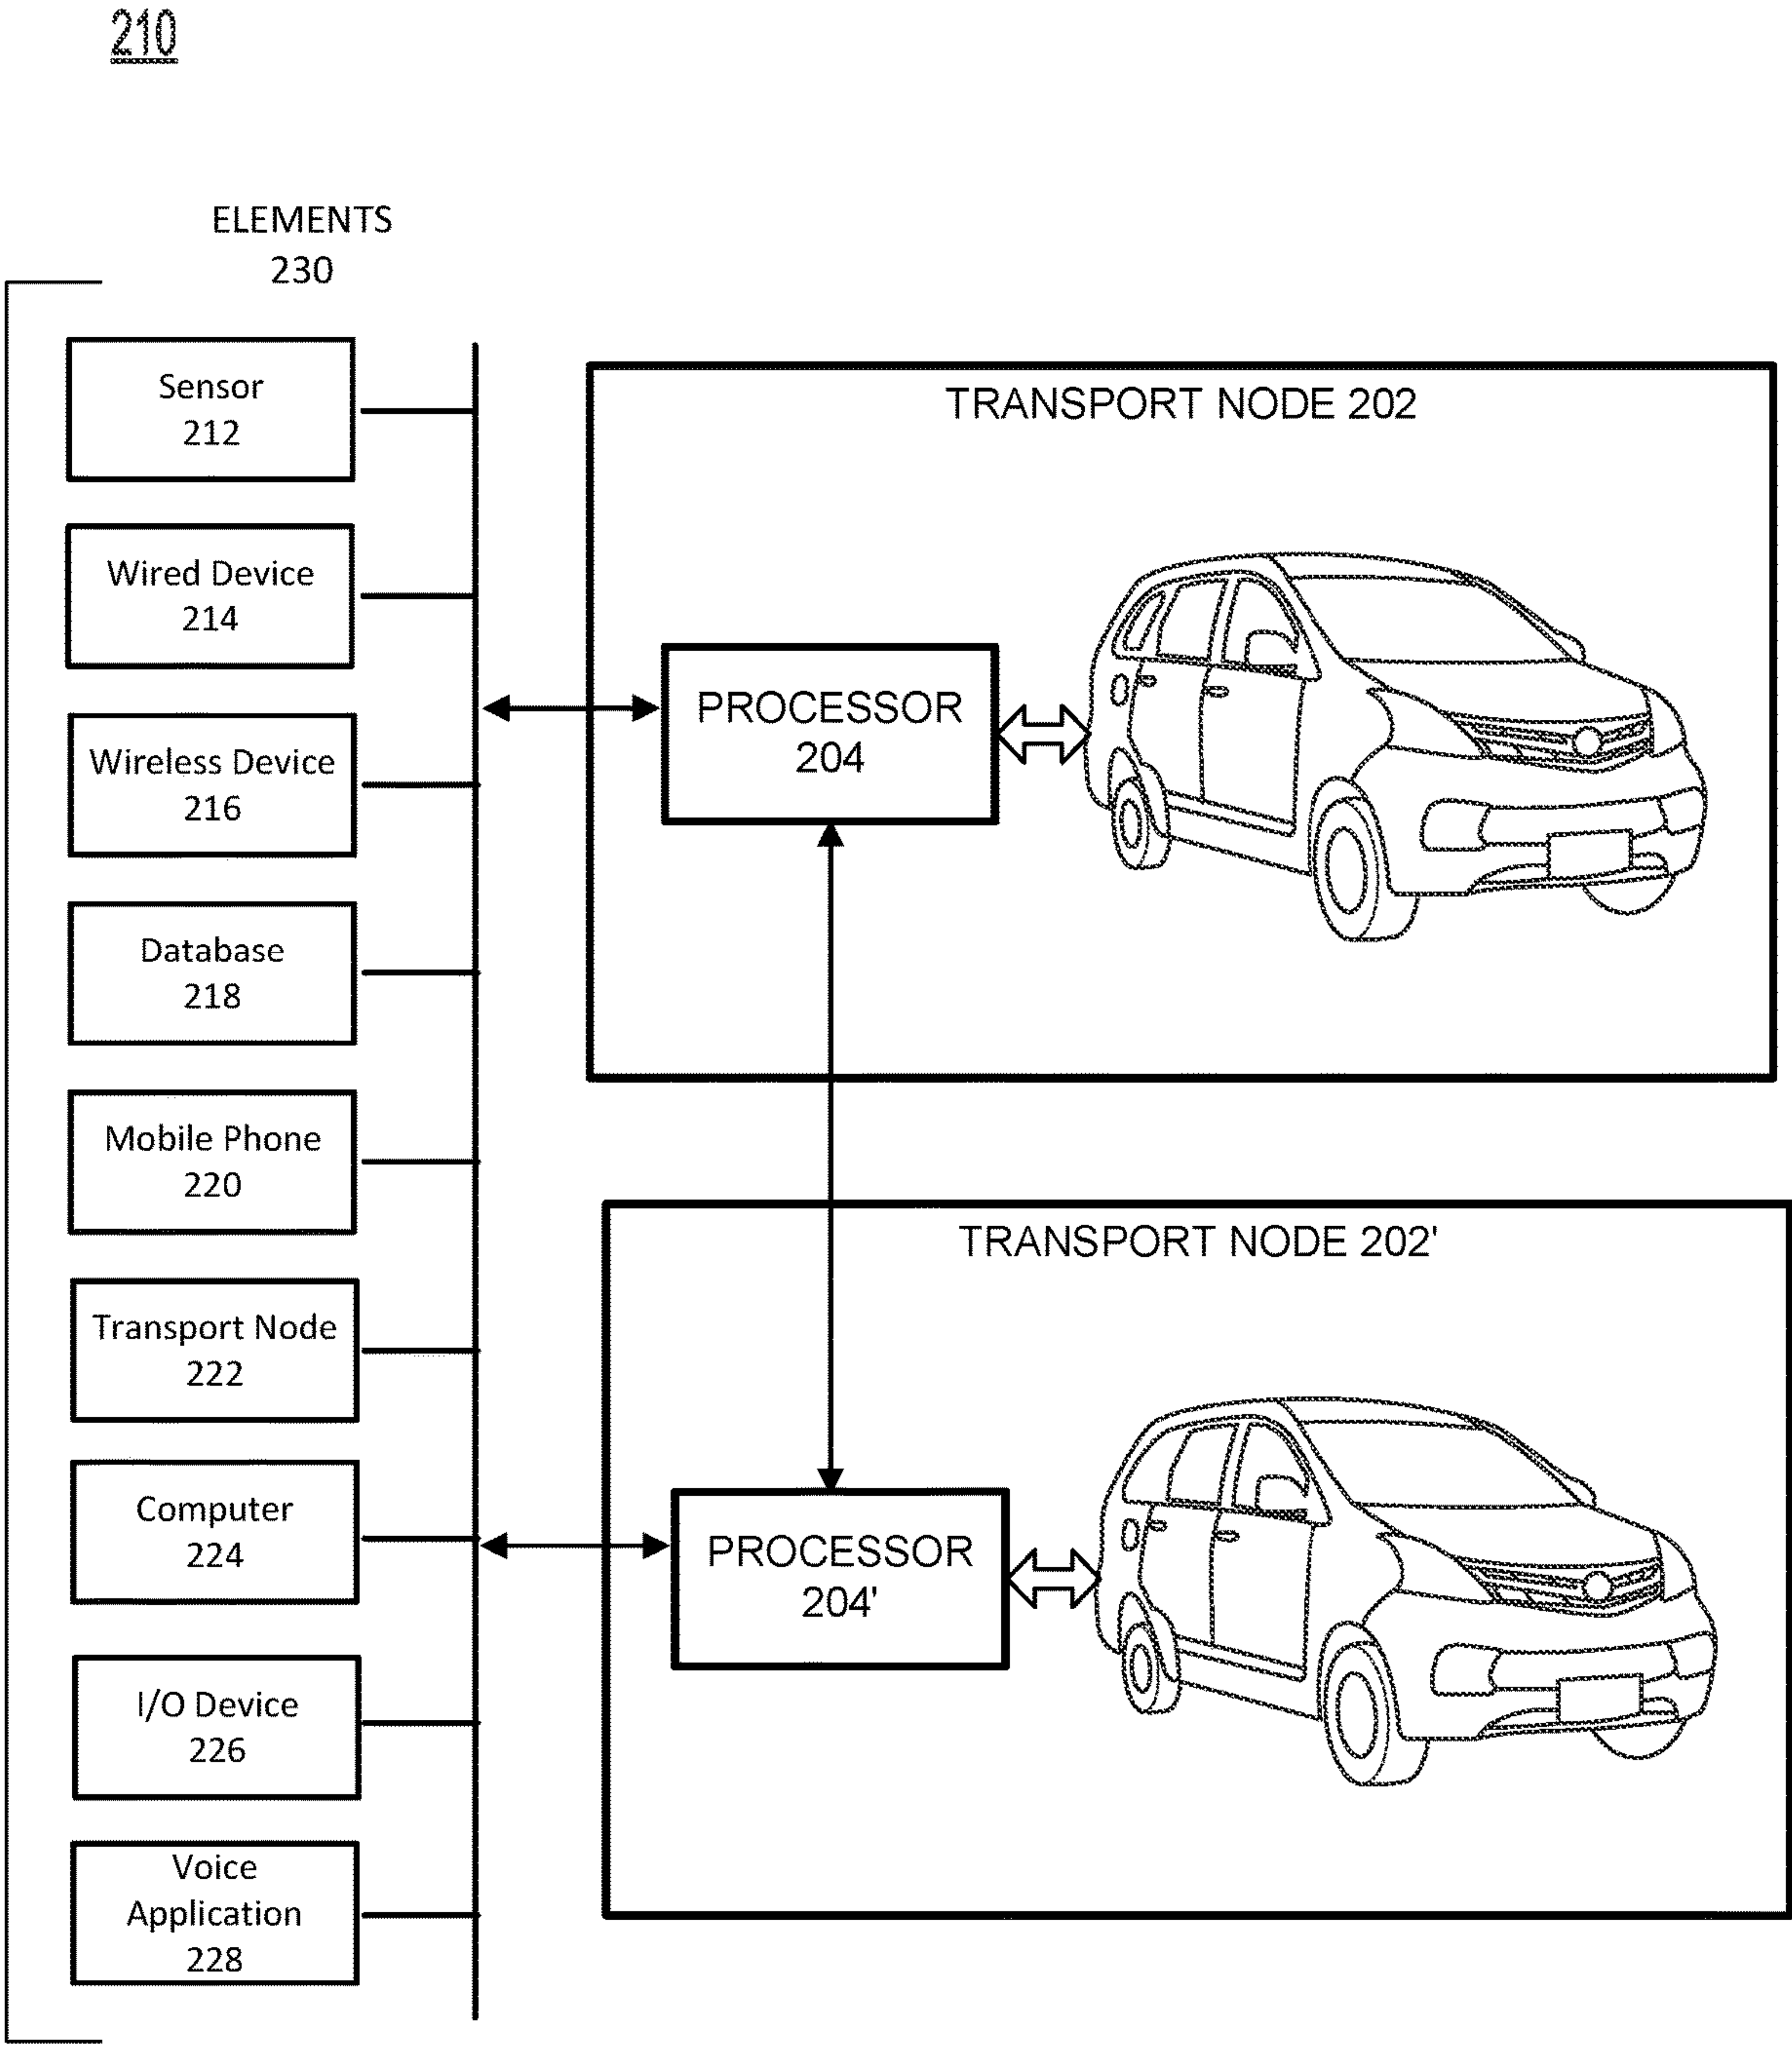 210
ELEMENTS
230
Sensor
212
Wired Device
214
Wireless Device
216
Database
218
Mobile Phone
220
Transport Node
222
Computer
224
I/O Device
226
Voice
Application
228
TRANSPORT NODE 202
PROCESSOR
204
TRANSPORT NODE 202'
PROCESSOR
204'